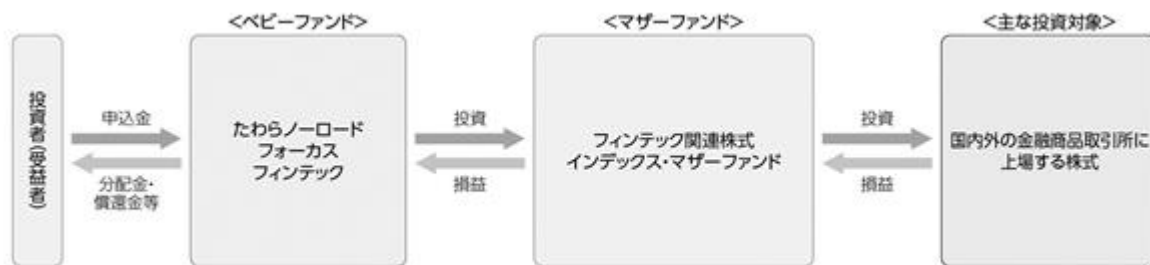 <ベビーファンド>
<マザーファンド>
<主な投資対象>
投資者(受益者)
申込金
分配金・
償還金等
たわらノーロード
フォーカス
フィンテック
投資
損益
フィンテック関連株式
インデックス・マザーファンド
投資
損益
国内外の金融商品取引所に
上場する株式